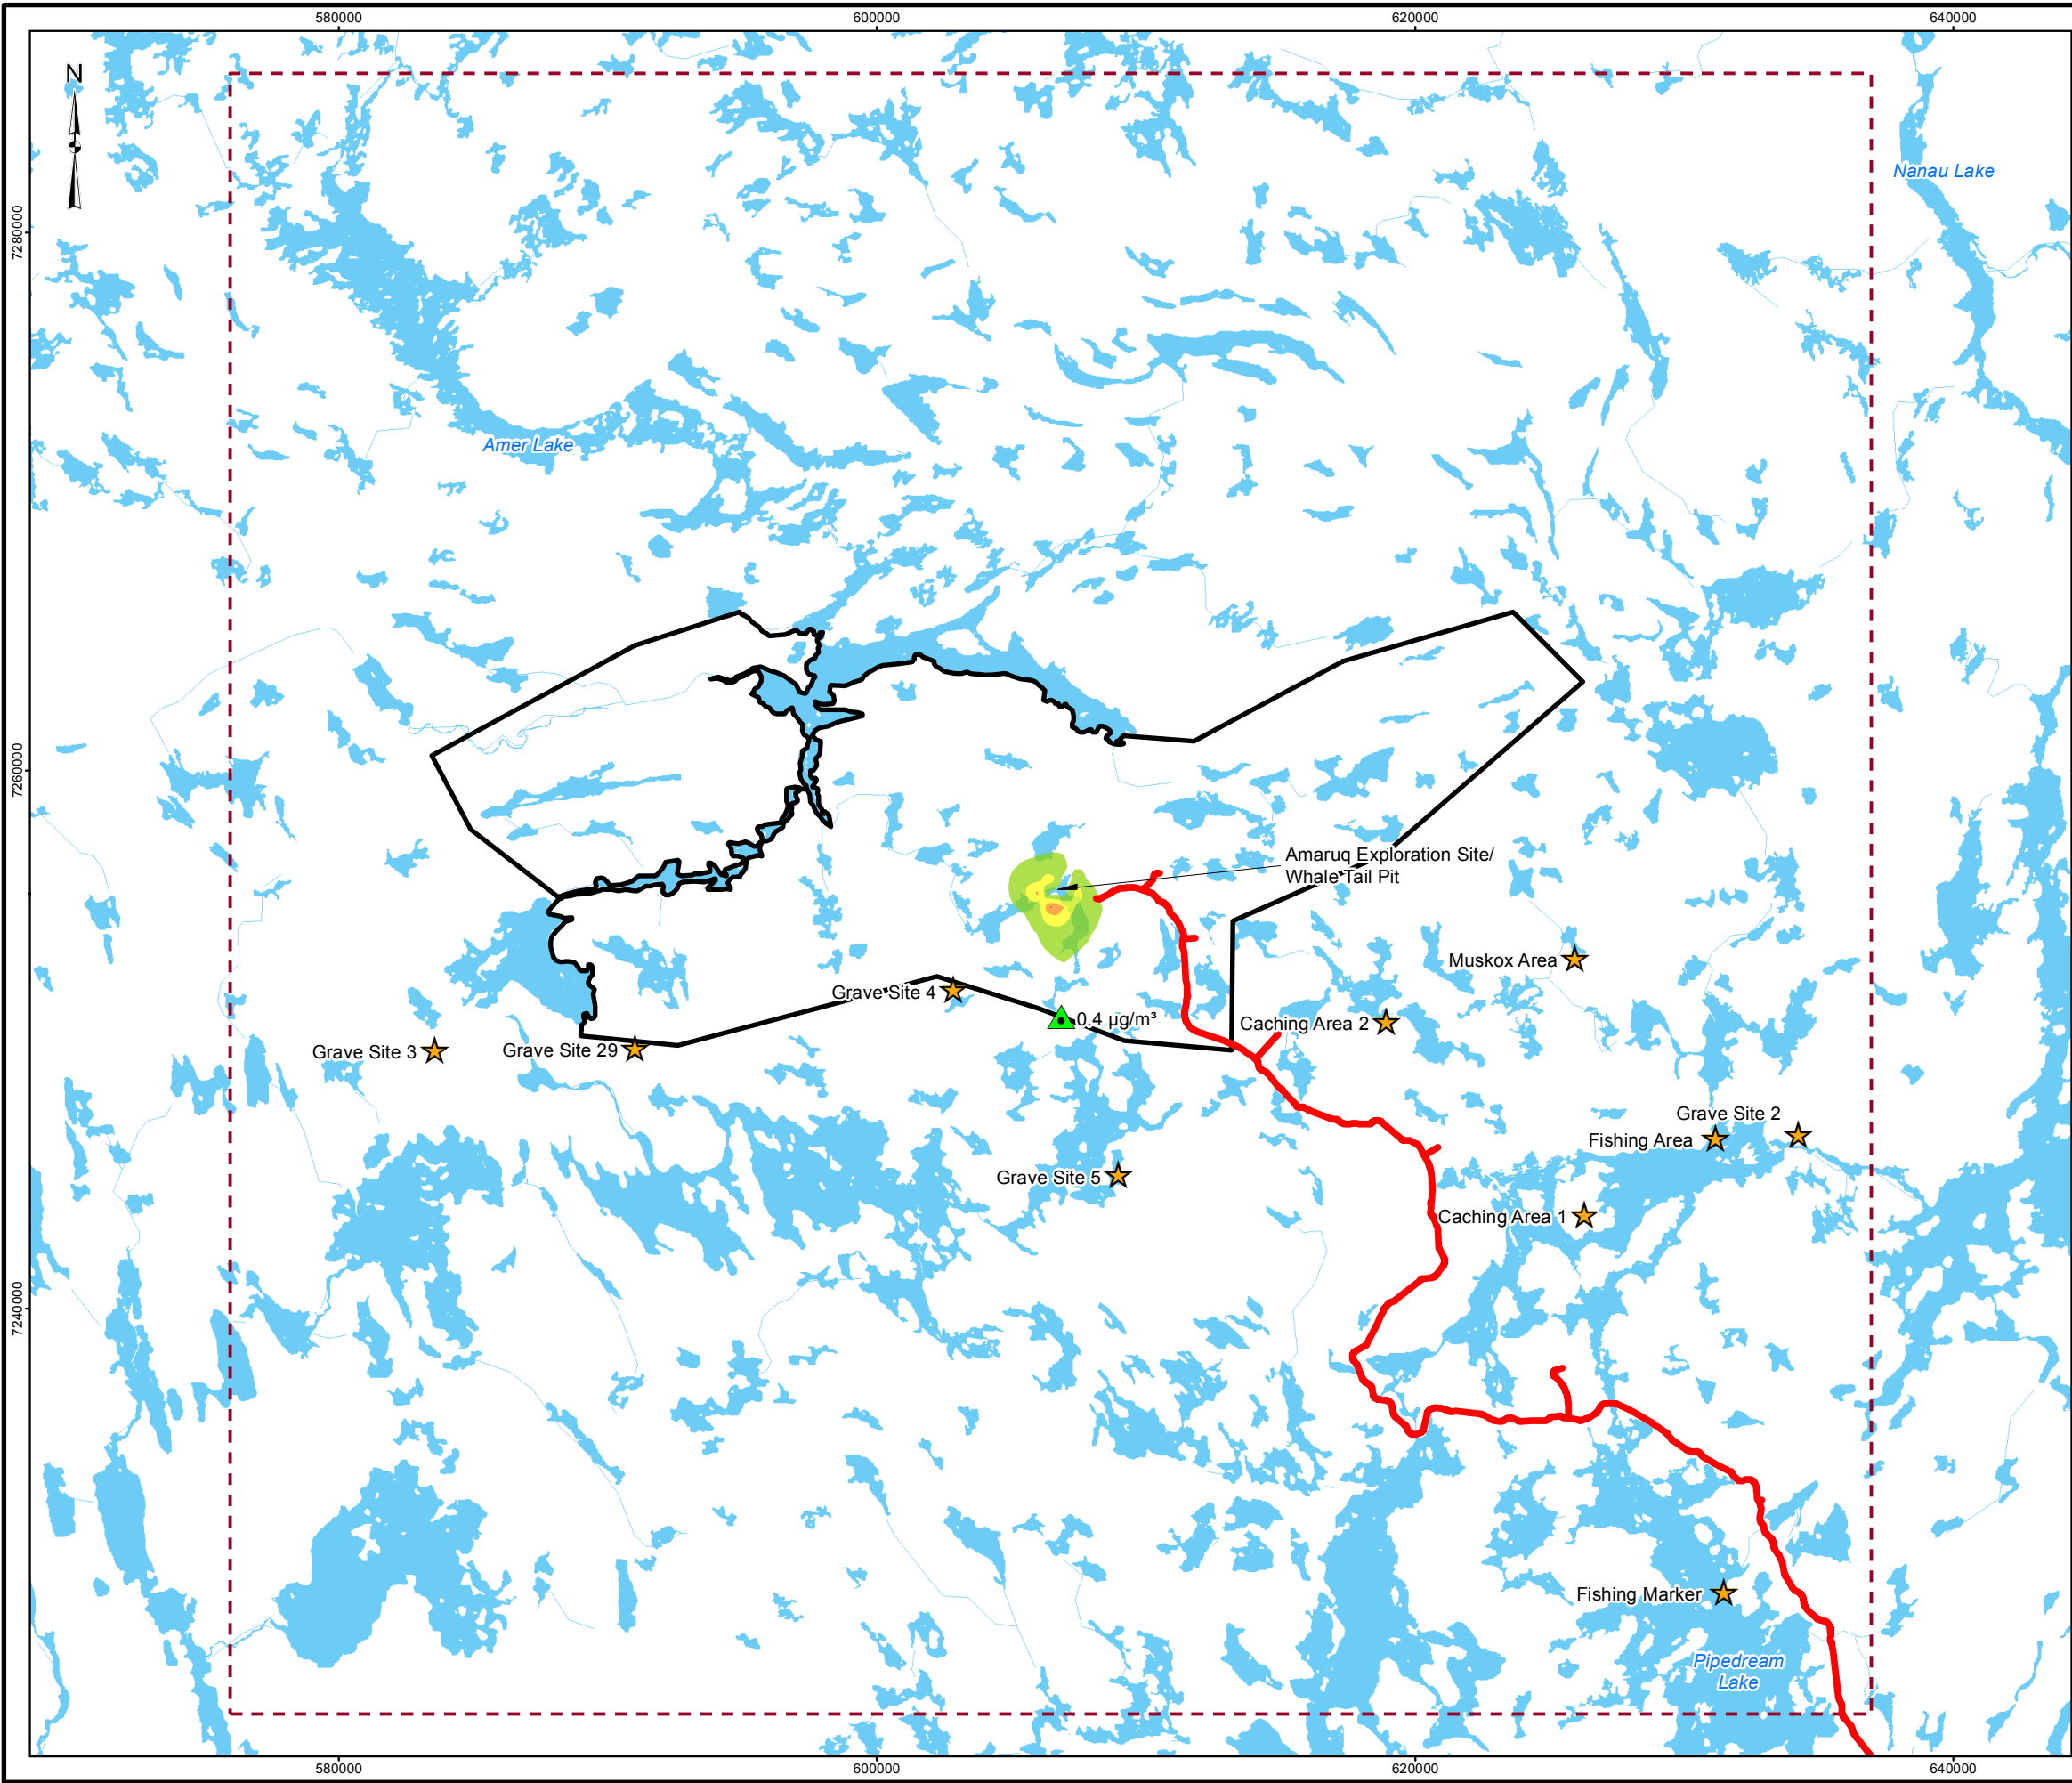 580000
600000
620000
640000
N
Nanau Lake
7280000
Amer Lake
7260000
Amaruq Exploration Site/
Whale Tail Pit
Muskox Area
Grave Site 4
0.4 µg/m³
Caching Area 2
Grave Site 3
Grave Site 29
Grave Site 2
Fishing Area
Grave Site 5
Caching Area 1
7240000
Fishing Marker
Pipedream
Lake
580000
600000
620000
640000